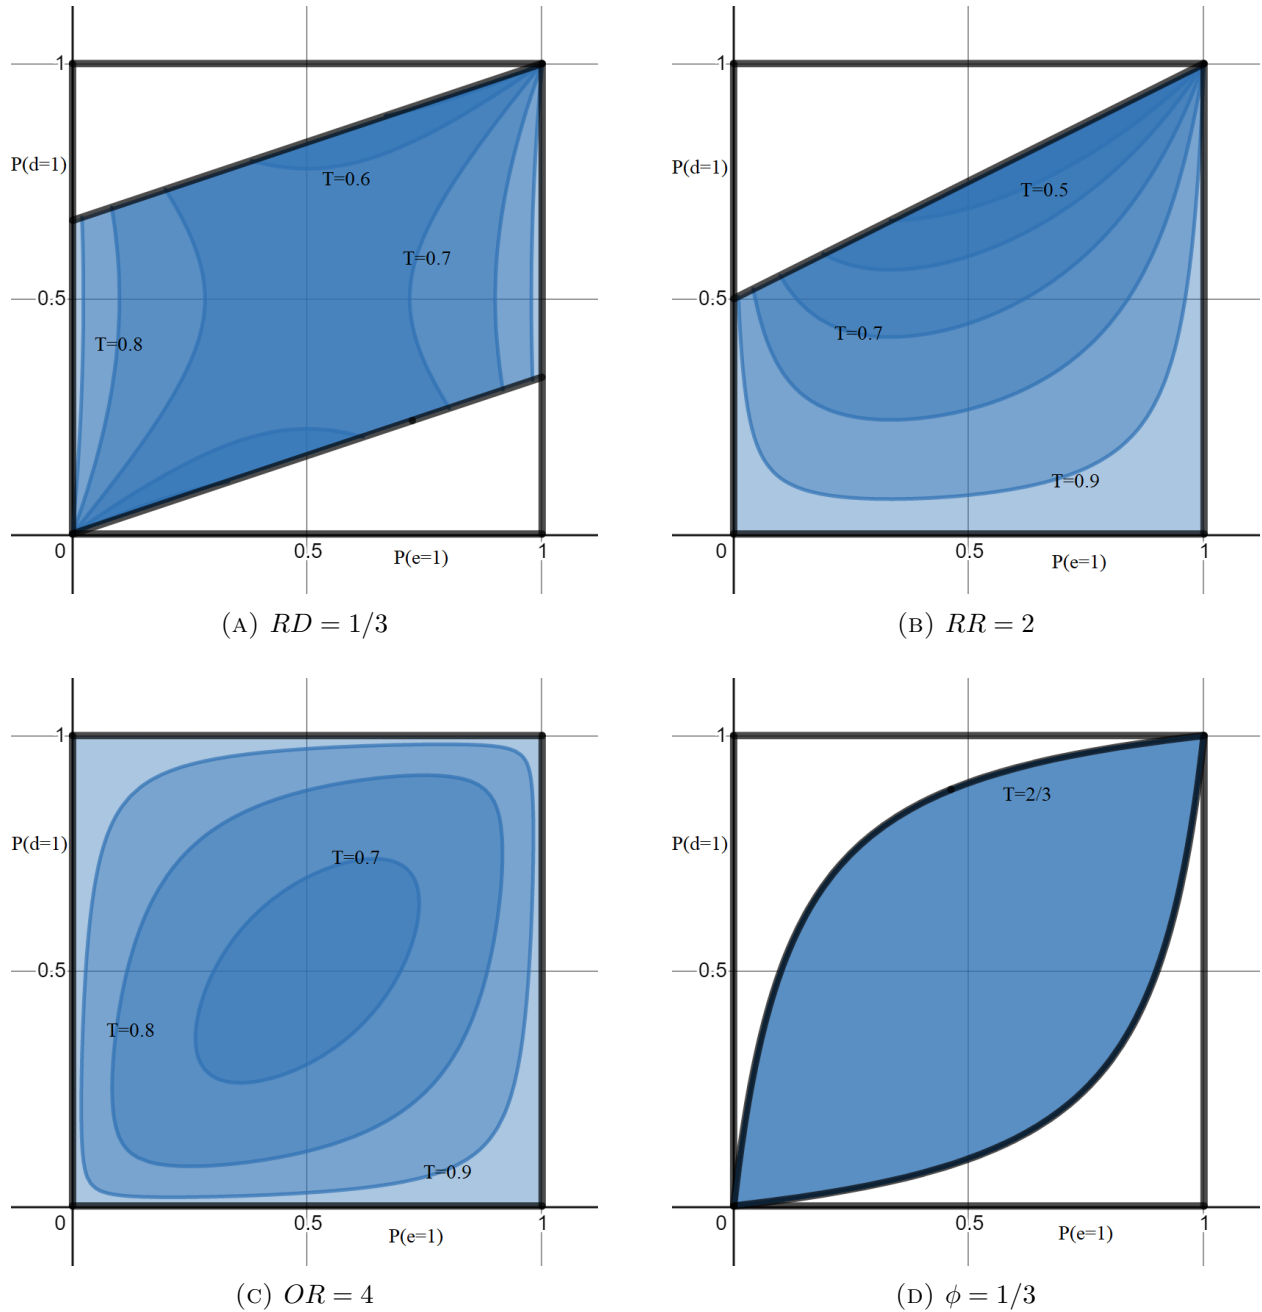 1
P(d=1)
T=0.6
T=0.7
0.5
T=0.8
0
0.5
1
P(e=1)
(A) RD = 1/3
1
P(d=1)
T=0.5
0.5
T=0.7
T=0.9
0
0.5
1
P(e=1)
(B) RR = 2
1
P(d=1)
T=0.7
0.5
T=0.8
T=0.9
0
0.5
1
P(e=1)
(C) OR = 4
1
T=2/3
P(d=1)
0.5
0
0.5
1
P(e=1)
(D) ϕ = 1/3